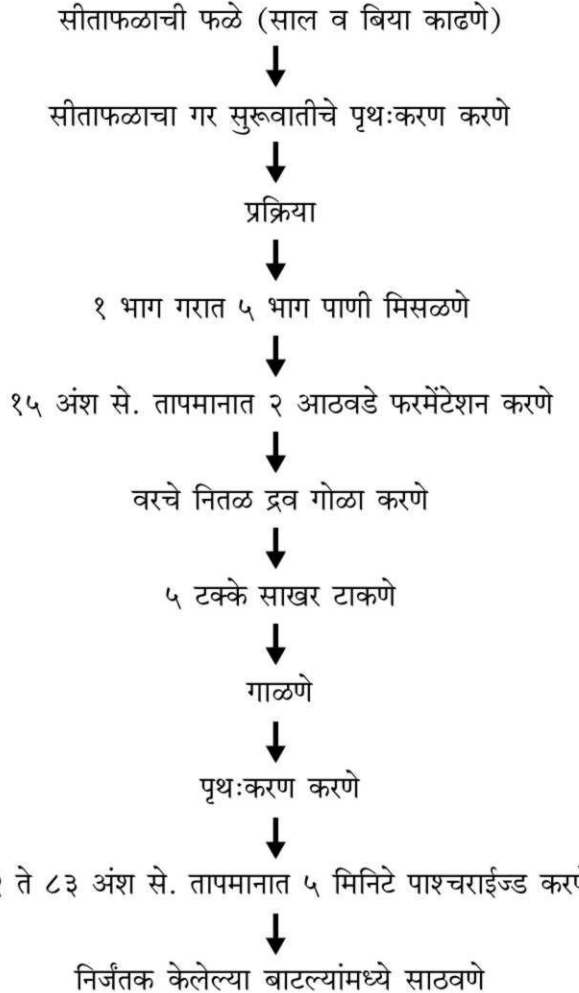 सीताफळाची फळे (साल व बिया काढणे)
सीताफळाचा गर सुरूवातीचे पृथःकरण करणे
प्रक्रिया
१ भाग गरात ५ भाग पाणी मिसळणे
१५ अंश से. तापमानात २ आठवडे फरमेंटेशन करणे
वरचे नितळ द्रव गोळा करणे
५ टक्के साखर टाकणे
गाळणे
पृथःकरण करणे
ते ८३ अंश से. तापमानात ५ मिनिटे पाश्चराईज्ड
निर्जंतक केलेल्या बाटल्यांमध्ये साठवणे